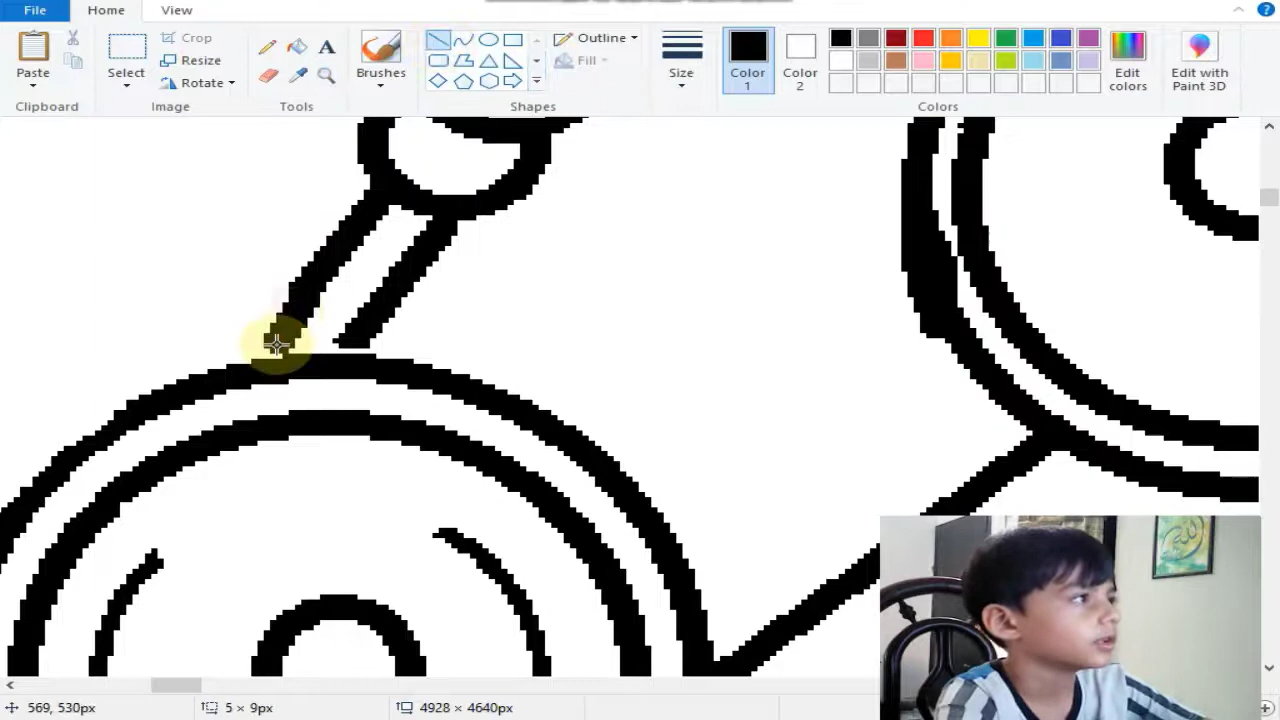 File Home View
Paste
Select
Crop
Resize
Rotate
A
Brushes
Outline
Fill
Size
Color
1
Color
2
Edit
colors
Edit with
Paint 3D
Clipboard Image Tools Shapes Colors
569, 530px 5 × 9px 4928 × 4640px